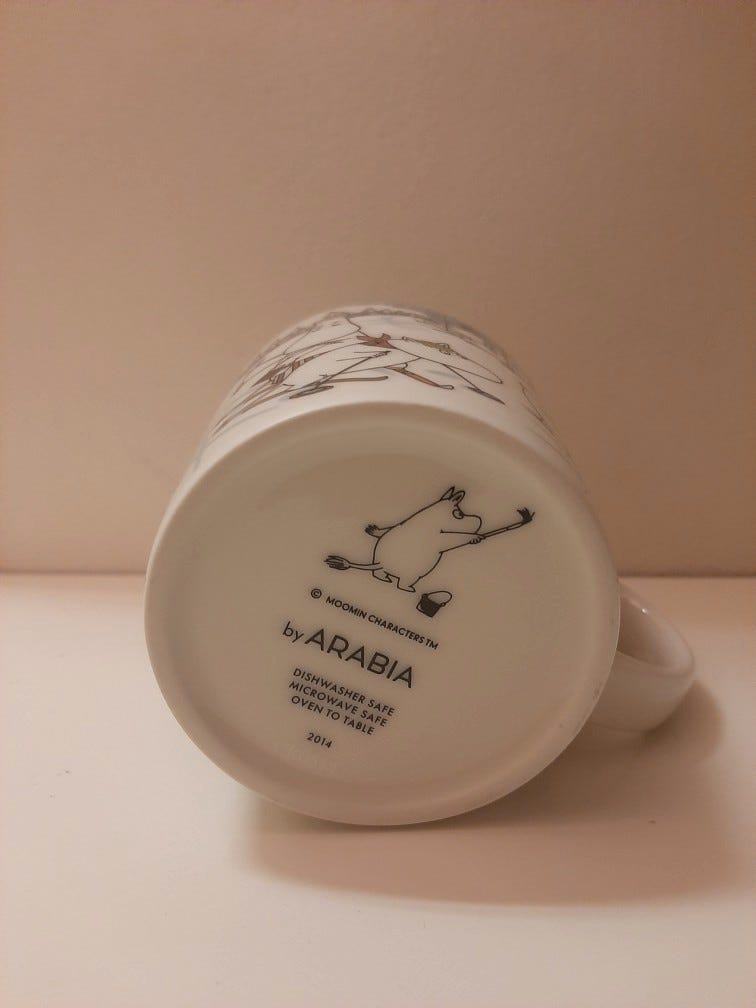 © MOOMIN CHARACTERS™
by ARABIA
DISHWASHER SAFE
MICROWAVE SAFE
OVEN TO TABLE
2014